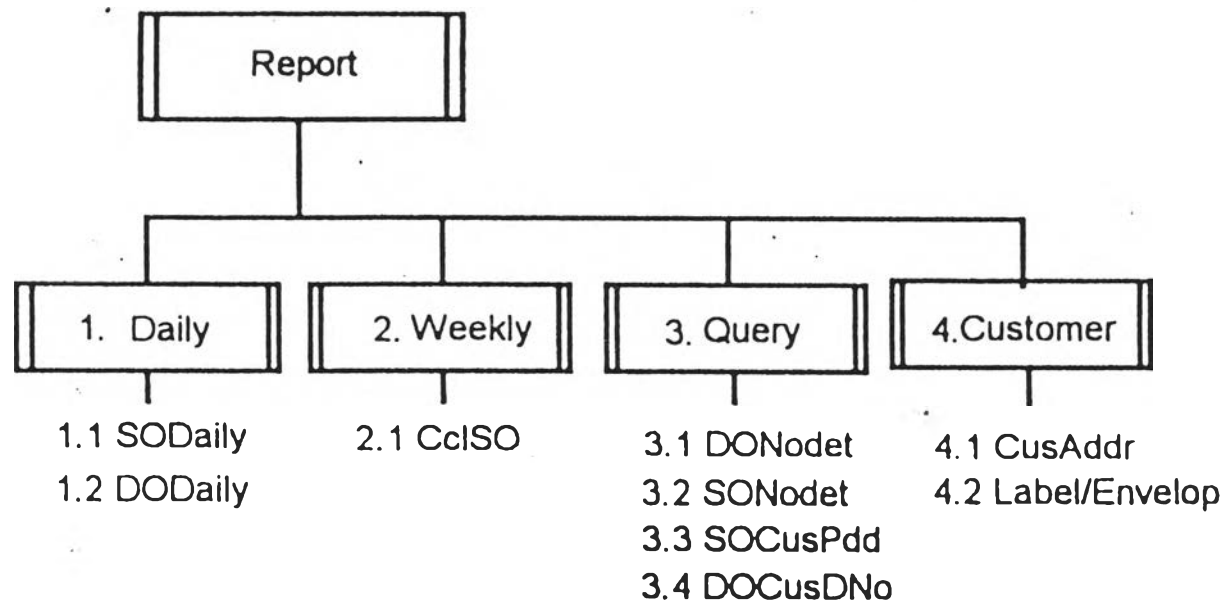 Report
1. Daily
2. Weekly
3. Query
4.Customer
1.1 SODaily
1.2 DODaily
2.1 CclSO
3.1 DONodet
3.2 SONodet
3.3 SOCusPdd
3.4 DOCusDNo
4.1 CusAddr
4.2 Label/Envelop